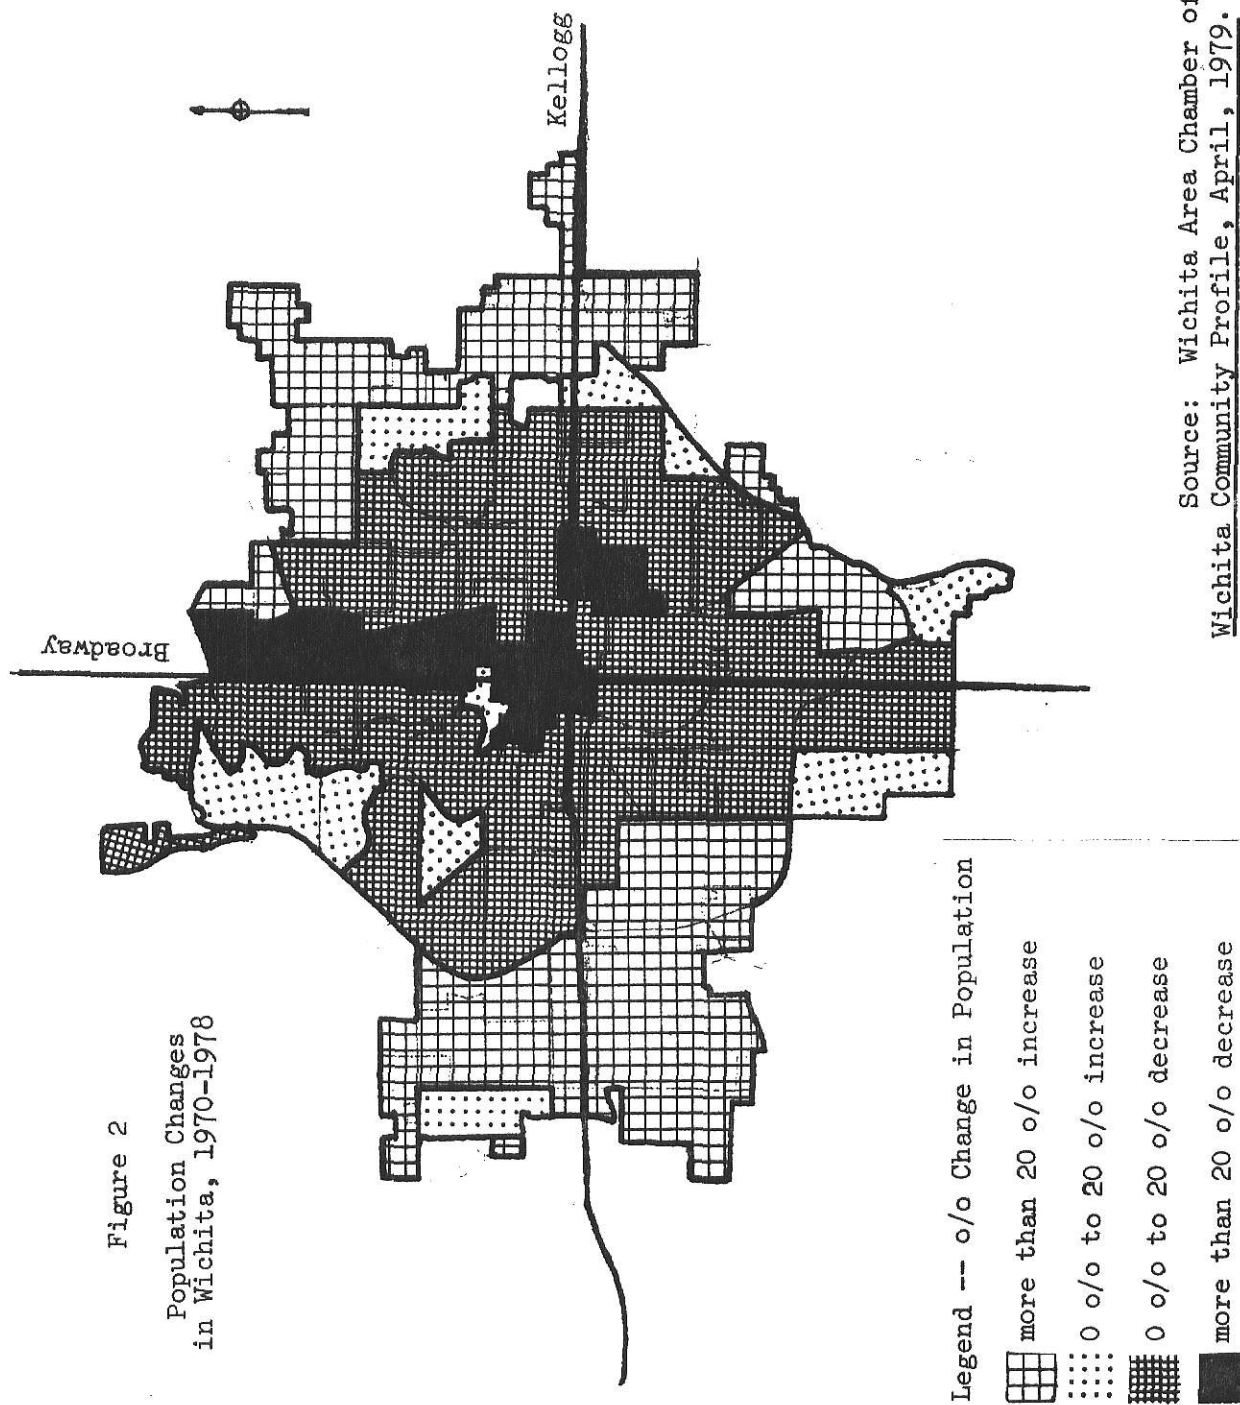 Figure 2
Population Changes
in Wichita, 1970-1978
Broadway
Kellogg
Legend -- o/o Change in Population
more than 20 o/o increase
0 o/o to 20 o/o increase
0 o/o to 20 o/o decrease
more than 20 o/o decrease
Source: Wichita Area Chamber of
Wichita Community Profile, April, 1979.